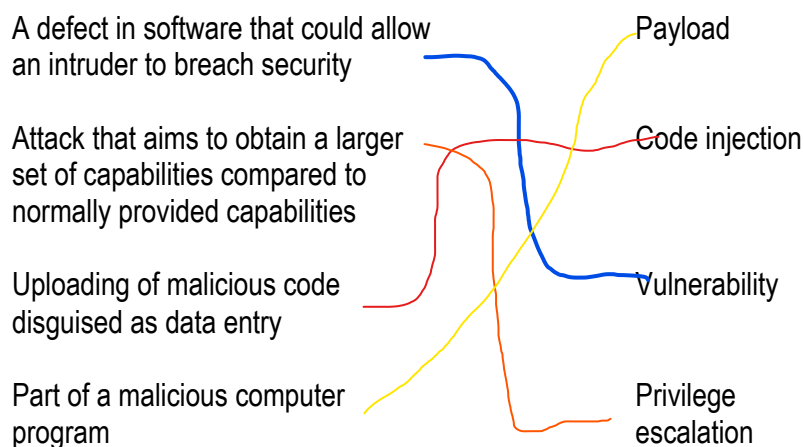 A defect in software that could allow
an intruder to breach security
Payload
Attack that aims to obtain a larger
set of capabilities compared to
normally provided capabilities
Code injection
Uploading of malicious code
disguised as data entry
Vulnerability
Part of a malicious computer
program
Privilege
escalation